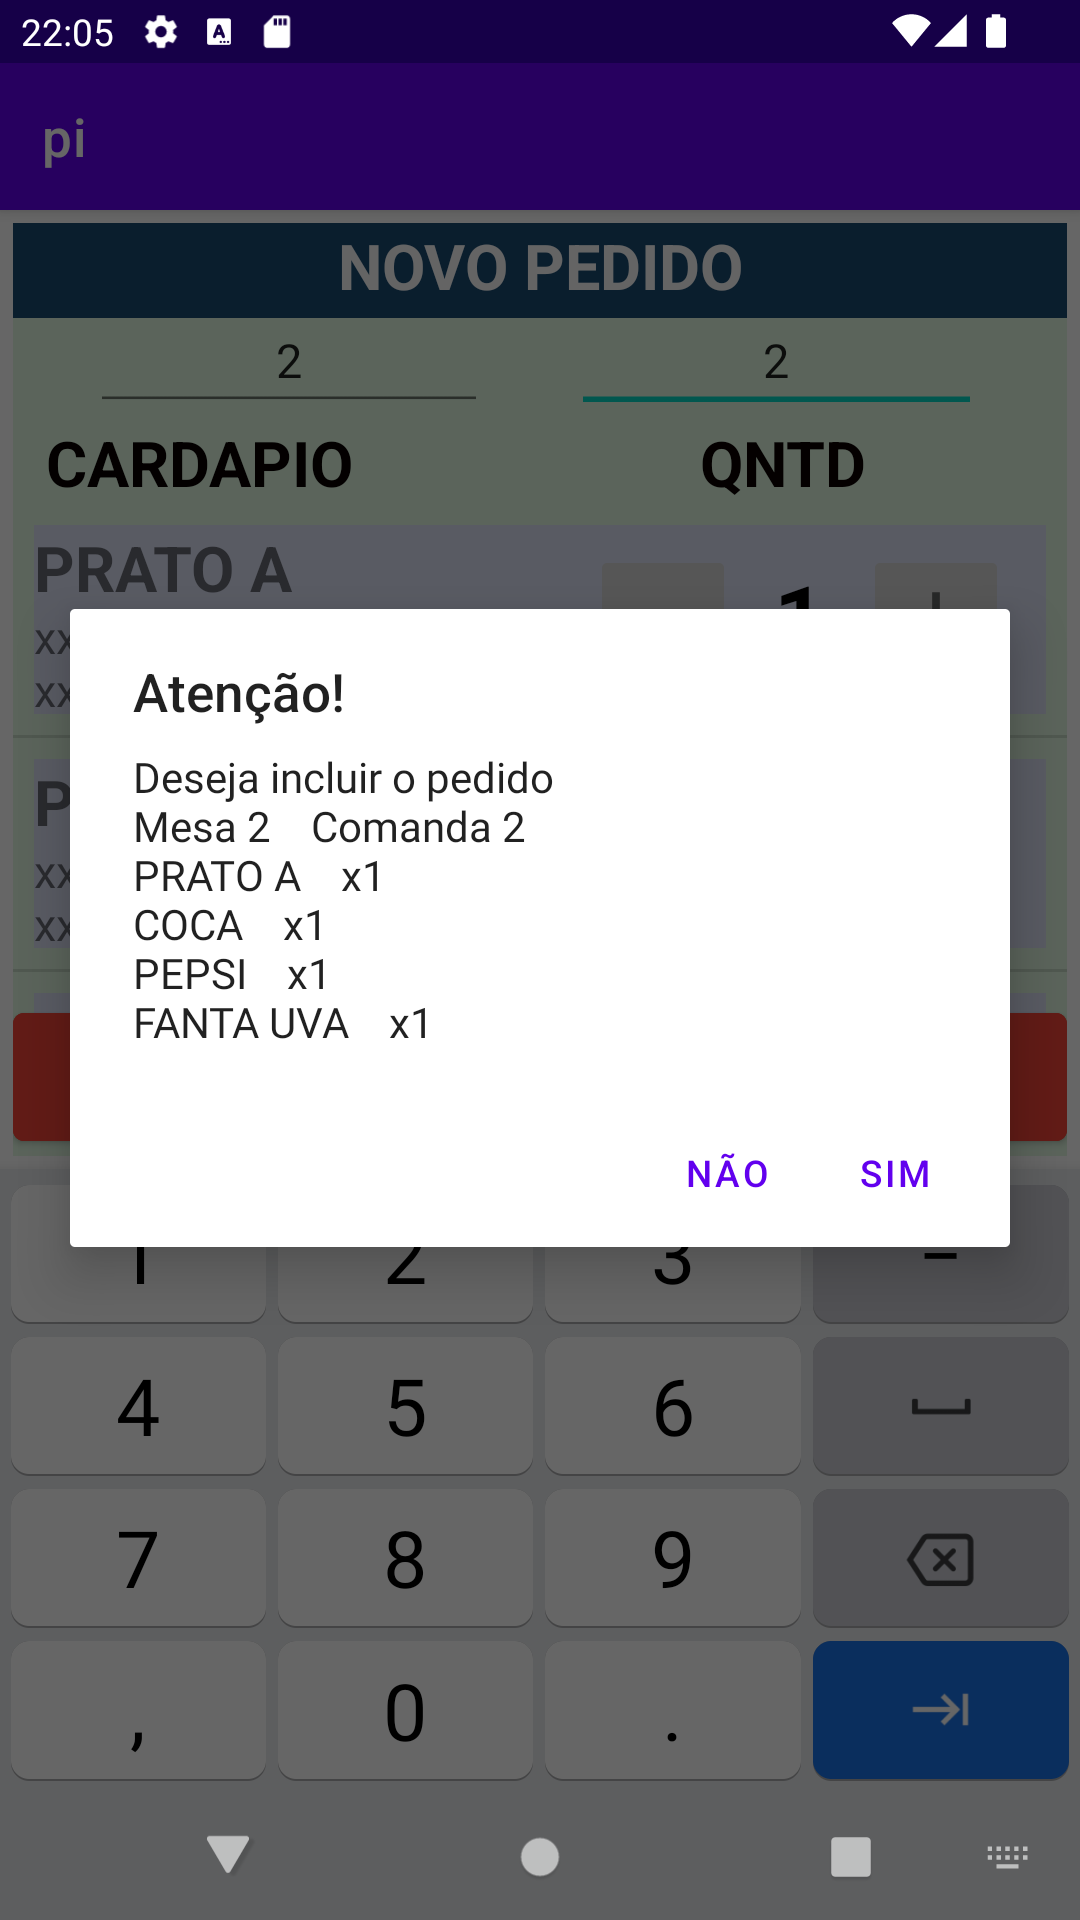 22:05
pi
NOVO PEDIDO
2 2
CARDAPIO QNTD
PRATO A
1 +
xx
xx
Atenção!
Deseja incluir o pedido
Mesa 2 Comanda 2
PRATO A x1
COCA x1
PEPSI x1
FANTA UVA x1
NÃO SIM
P
xx
xx
1 2 3 -
4 5 6
7 8 9
, 0 .